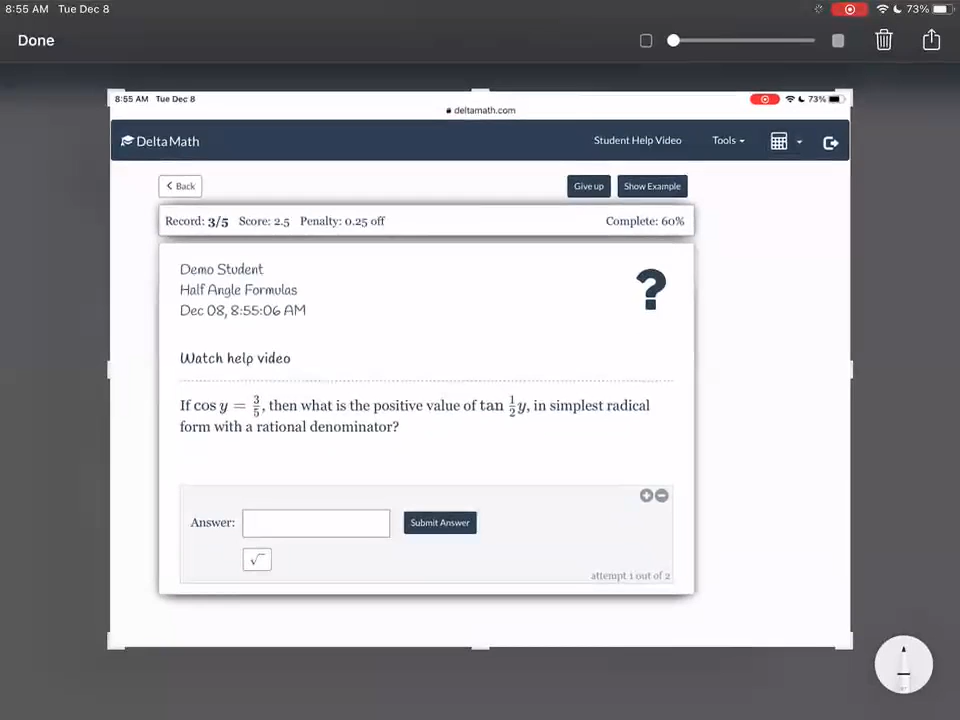 8:55 AM Tue Dec 8
73%
Done
8:55 AM Tue Dec 8
73%
deltamath.com
DeltaMath
Student Help Video
Tools
Back
Give up
Show Example
Record: 3/5 Score: 2.5 Penalty: 0.25 off
Complete: 60%
Demo Student
Half Angle Formulas
Dec 08, 8:55:06 AM
?
Watch help video
If cos y = 3/5, then what is the positive value of tan 1/2 y, in simplest radical
form with a rational denominator?
Answer:
Submit Answer
√
attempt 1 out of 2